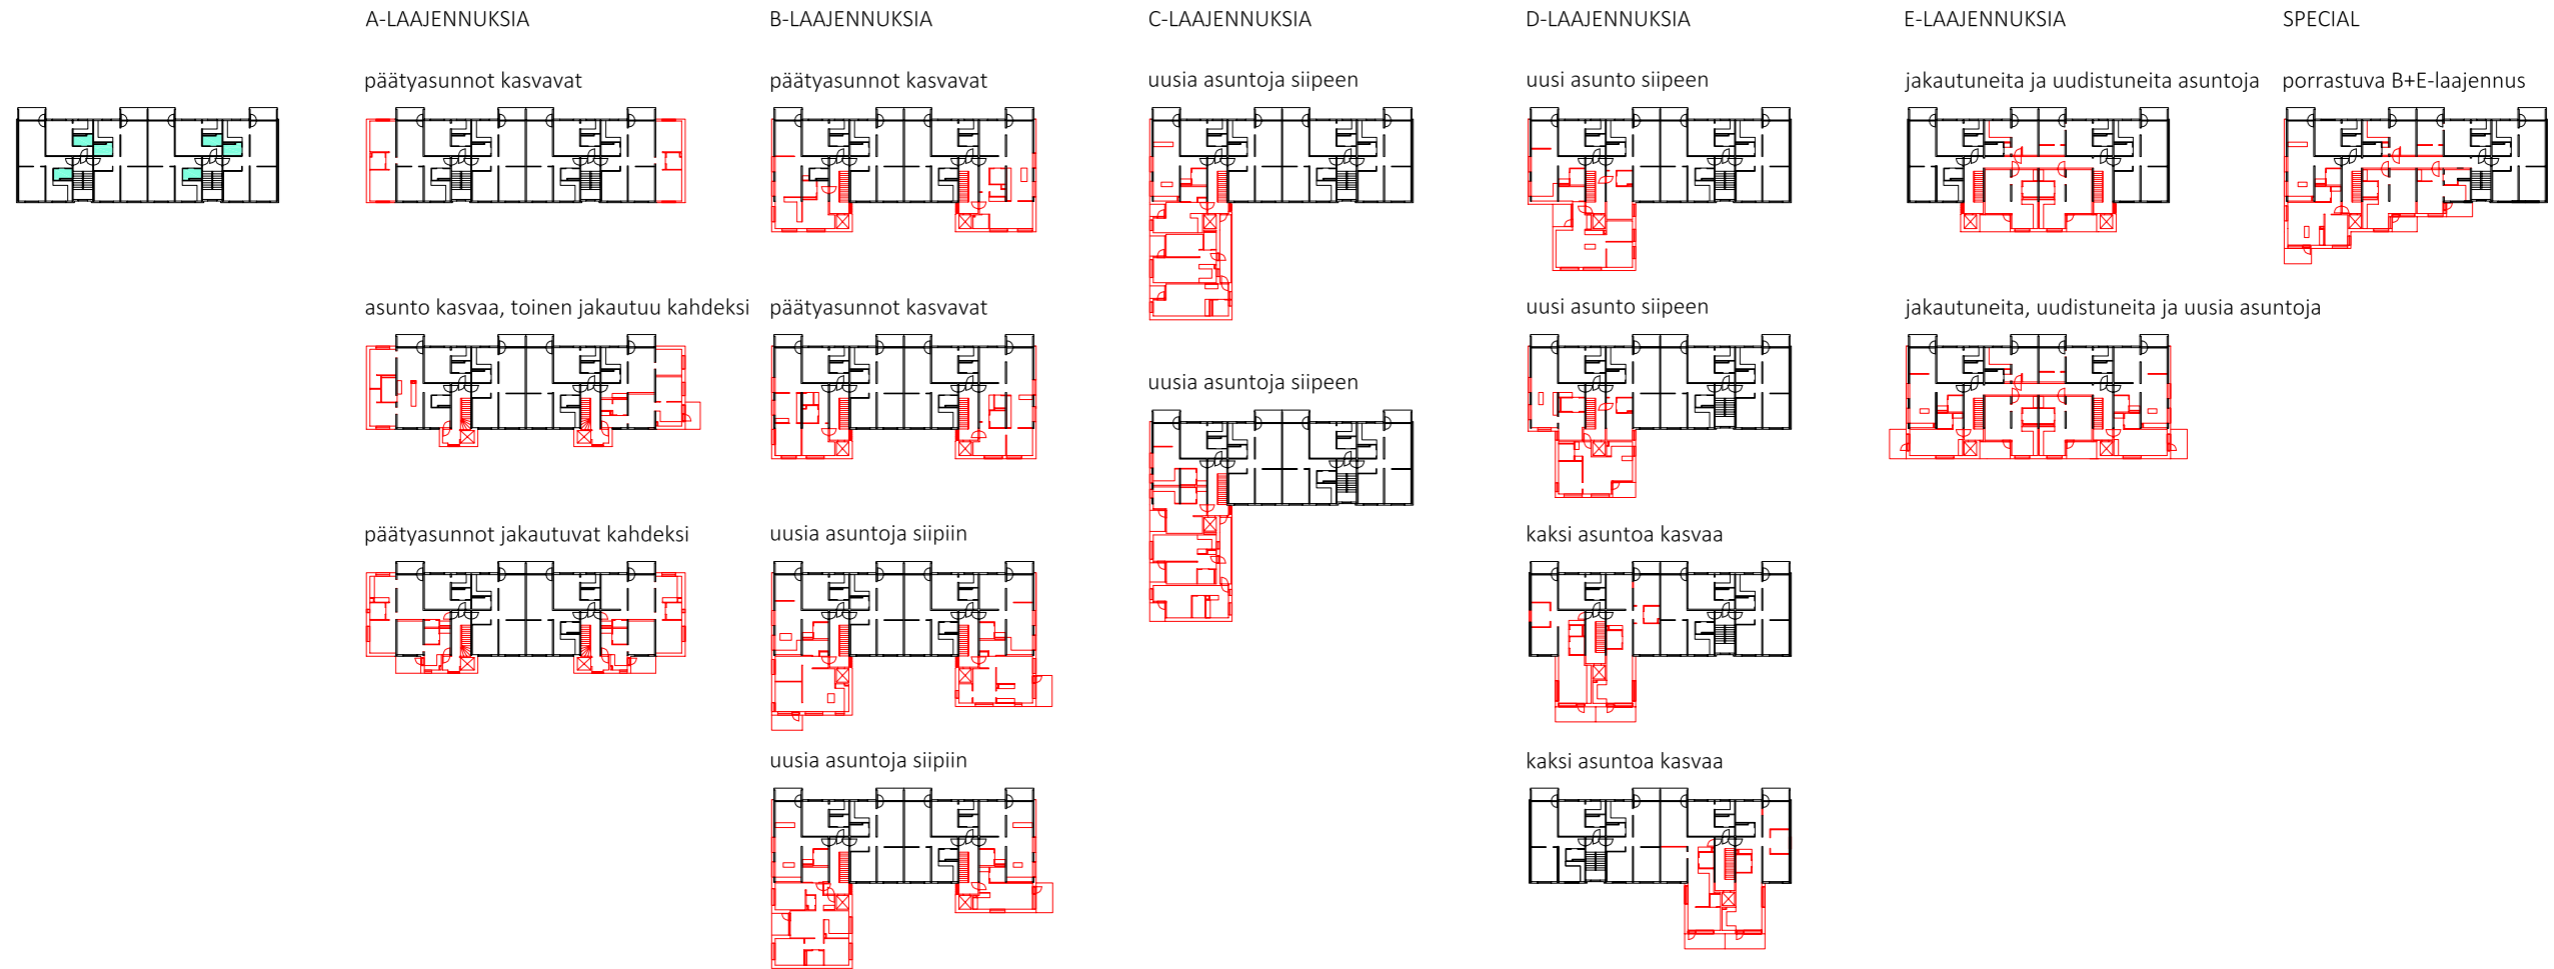 A-LAAJENNUKSIA
päätyasunnot kasvavat
asunto kasvaa, toinen jakautuu kahdeksi
päätyasunnot jakautuvat kahdeksi
B-LAAJENNUKSIA
päätyasunnot kasvavat
päätyasunnot kasvavat
uusia asuntoja siipiin
uusia asuntoja siipiin
C-LAAJENNUKSIA
uusia asuntoja siipeen
uusia asuntoja siipeen
D-LAAJENNUKSIA
uusi asunto siipeen
uusi asunto siipeen
kaksi asuntoa kasvaa
kaksi asuntoa kasvaa
E-LAAJENNUKSIA
jakautuneita ja uudistuneita asuntoja
jakautuneita, uudistuneita ja uusia asuntoja
SPECIAL
porrastuva B+E-laajennus